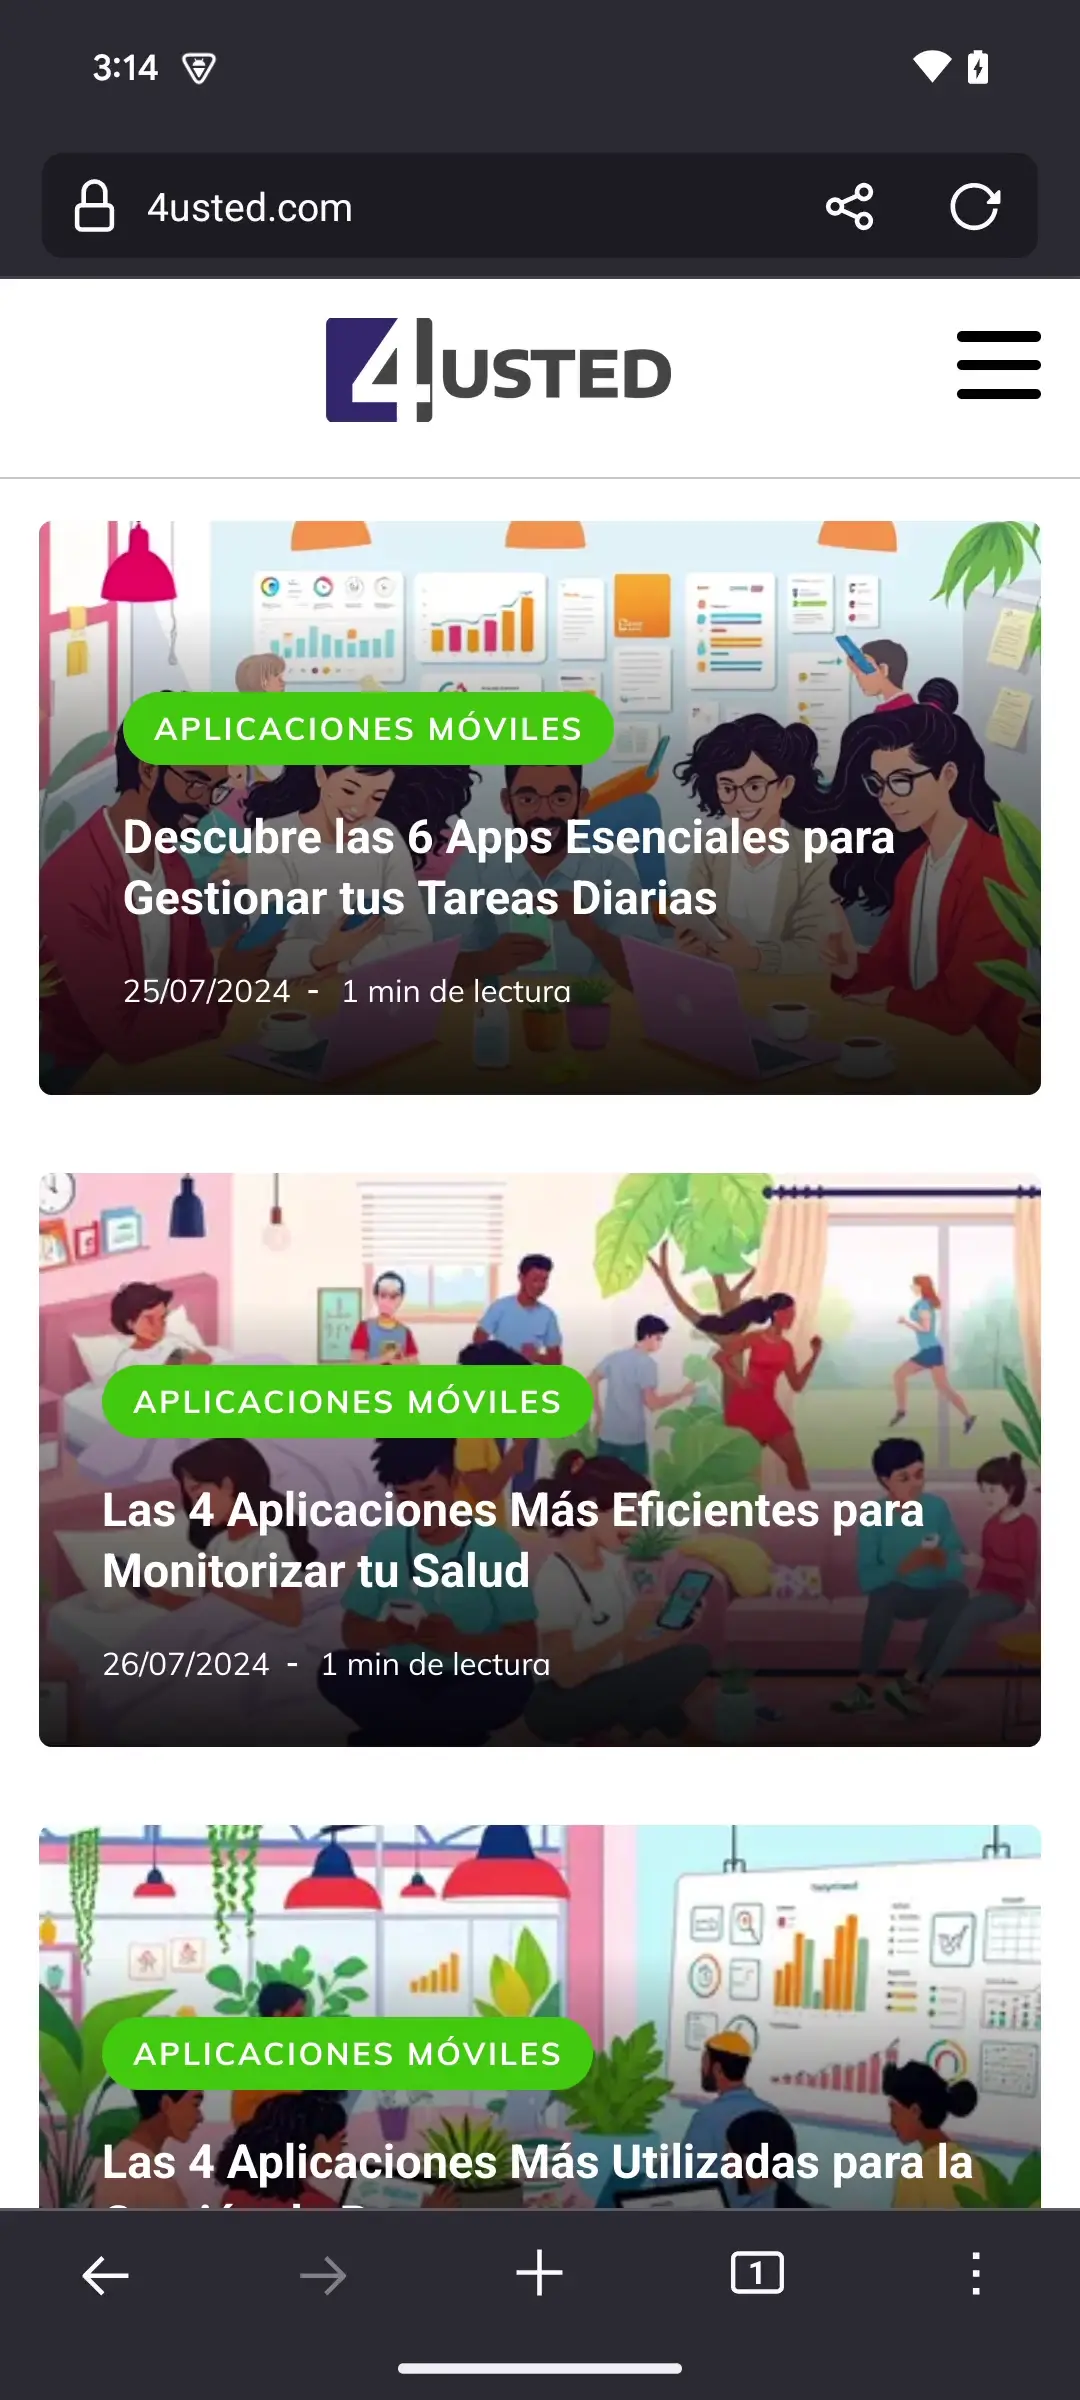 3:14
4usted.com
4USTED
APLICACIONES MÓVILES
Descubre las 6 Apps Esenciales para
Gestionar tus Tareas Diarias
25/07/2024 - 1 min de lectura
APLICACIONES MÓVILES
Las 4 Aplicaciones Más Eficientes para
Monitorizar tu Salud
26/07/2024 - 1 min de lectura
APLICACIONES MÓVILES
Las 4 Aplicaciones Más Utilizadas para la
1